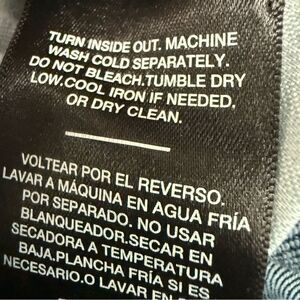 TURN INSIDE OUT. MACHINE
WASH COLD SEPARATELY.
DO NOT BLEACH.TUMBLE DRY
LOW.COOL IRON IF NEEDED.
OR DRY CLEAN.
VOLTEAR POR EL REVERSO.
LAVAR A MÁQUINA EN AGUA FRÍA
POR SEPARADO. NO USAR
BLANQUEADOR.SECAR EN
SECADORA A TEMPERATURA
BAJA.PLANCHA FRÍA SI ES
NECESARIO.O LAVAR EN